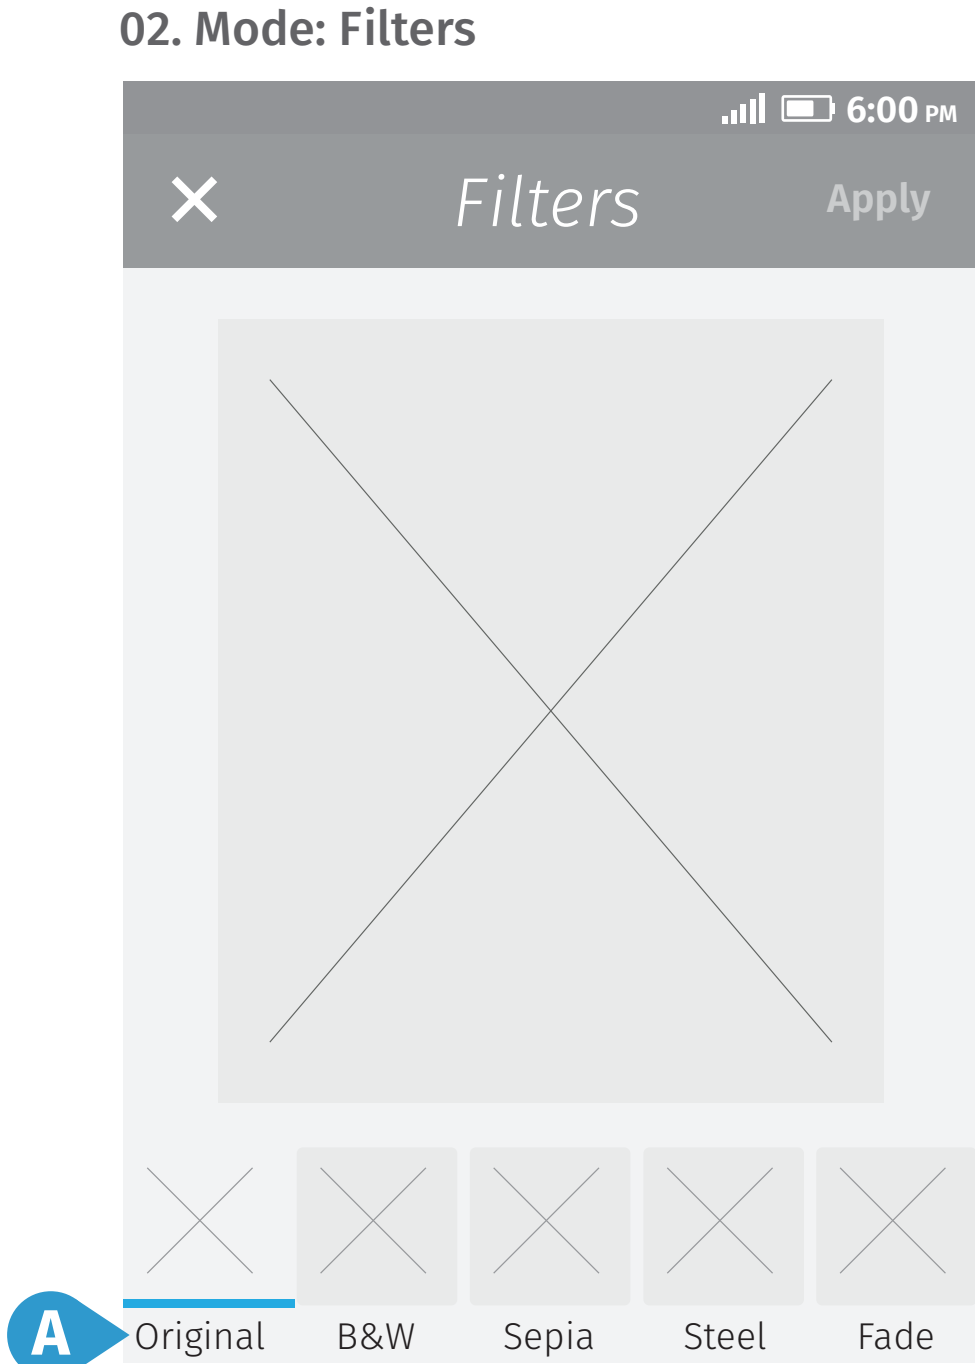 02. Mode: Filters
6:00 PM
Filters
Apply
A
Original
B&W
Sepia
Steel
Fade